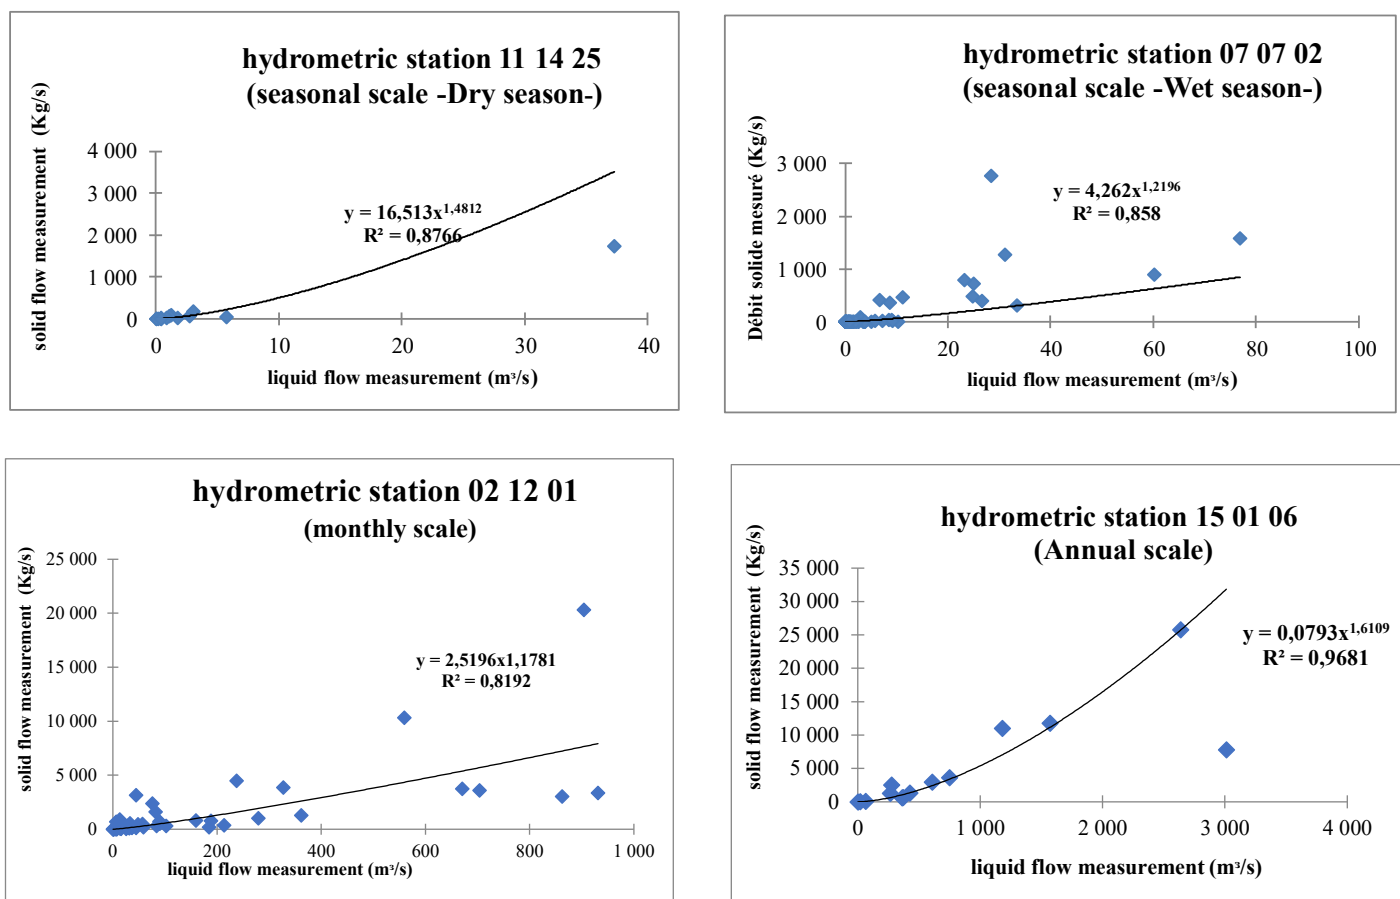 hydrometric station 11 14 25
(seasonal scale -Dry season-)
solid flow measurement (Kg/s)
4 000
3 000
2 000
1 000
0
y = 16,513x^1,4812
R² = 0,8766
0 10 20 30 40
liquid flow measurement (m³/s)
hydrometric station 07 07 02
(seasonal scale -Wet season-)
Débit solide mesuré (Kg/s)
3 000
2 000
1 000
0
y = 4,262x^1,2196
R² = 0,858
0 20 40 60 80 100
liquid flow measurement (m³/s)
hydrometric station 02 12 01
(monthly scale)
solid flow measurement (Kg/s)
25 000
20 000
15 000
10 000
5 000
0
y = 2,5196x1,1781
R² = 0,8192
0 200 400 600 800 1 000
liquid flow measurement (m³/s)
hydrometric station 15 01 06
(Annual scale)
solid flow measurement (Kg/s)
35 000
30 000
25 000
20 000
15 000
10 000
5 000
0
y = 0,0793x^1,6109
R² = 0,9681
0 1 000 2 000 3 000 4 000
liquid flow measurement (m³/s)